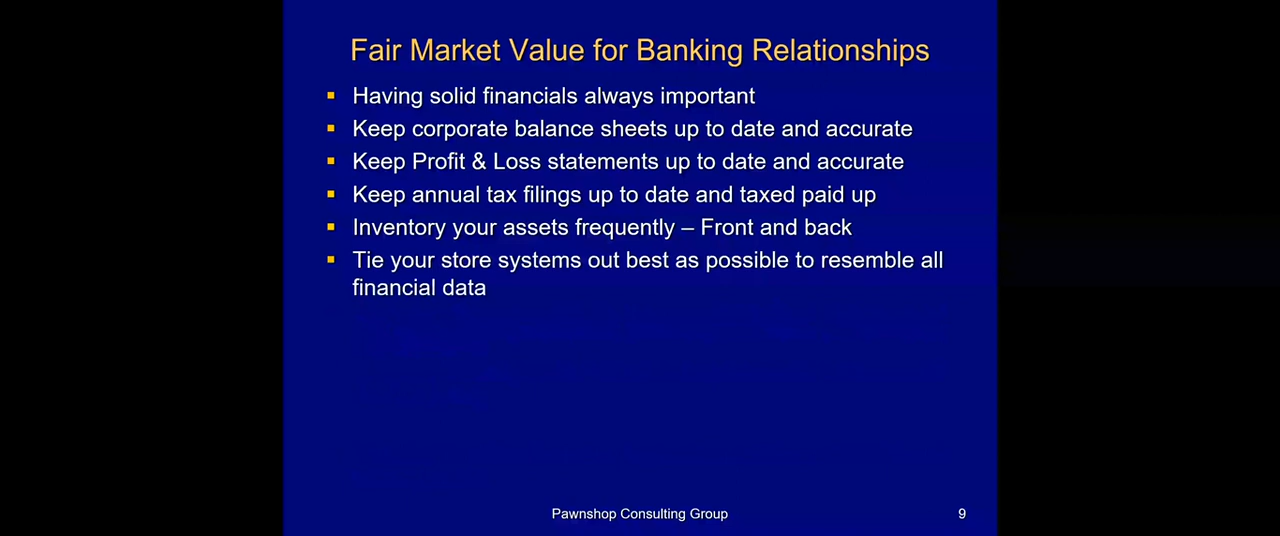 Fair Market Value for Banking Relationships
Having solid financials always important
Keep corporate balance sheets up to date and accurate
Keep Profit & Loss statements up to date and accurate
Keep annual tax filings up to date and taxed paid up
Inventory your assets frequently – Front and back
Tie your store systems out best as possible to resemble all
financial data
Pawnshop Consulting Group
9